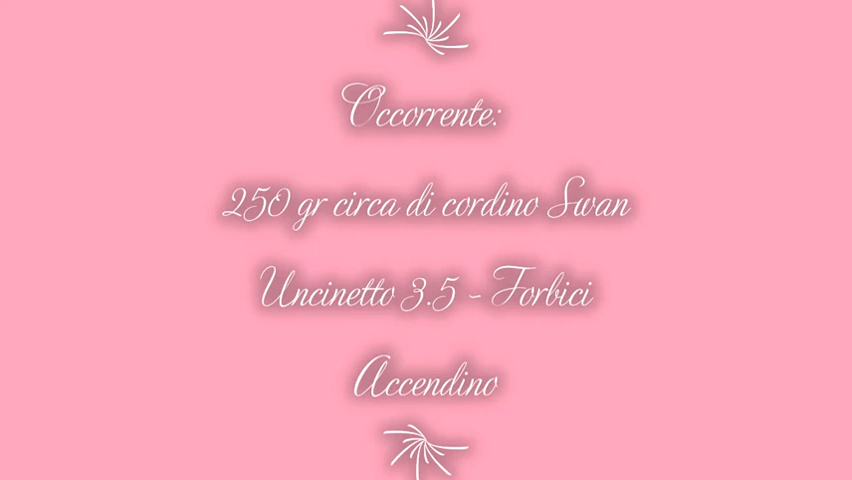 Occorrente:
250 gr circa di cordino Swan
Uncinetto 3.5 - Forbici
Accendino